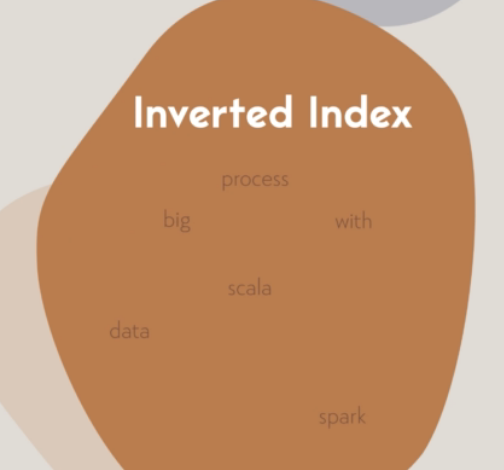 Inverted Index
process
big
with
scala
data
spark